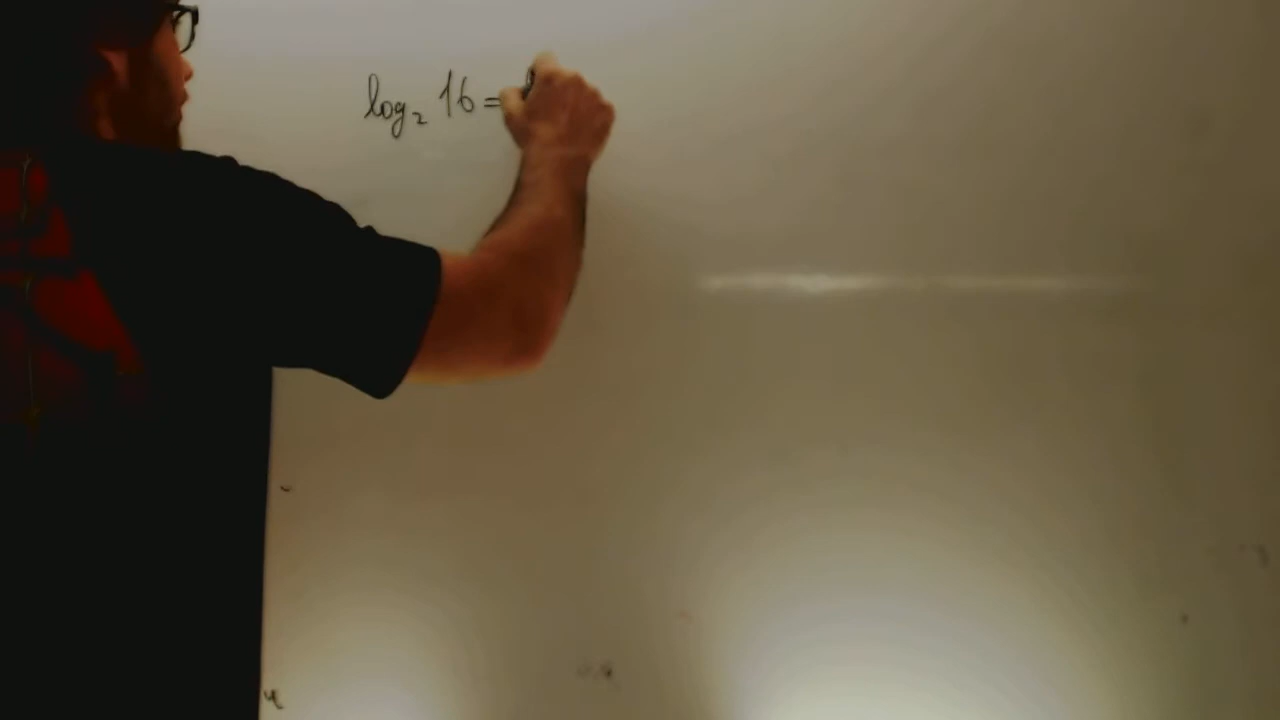 log₂ 16 =